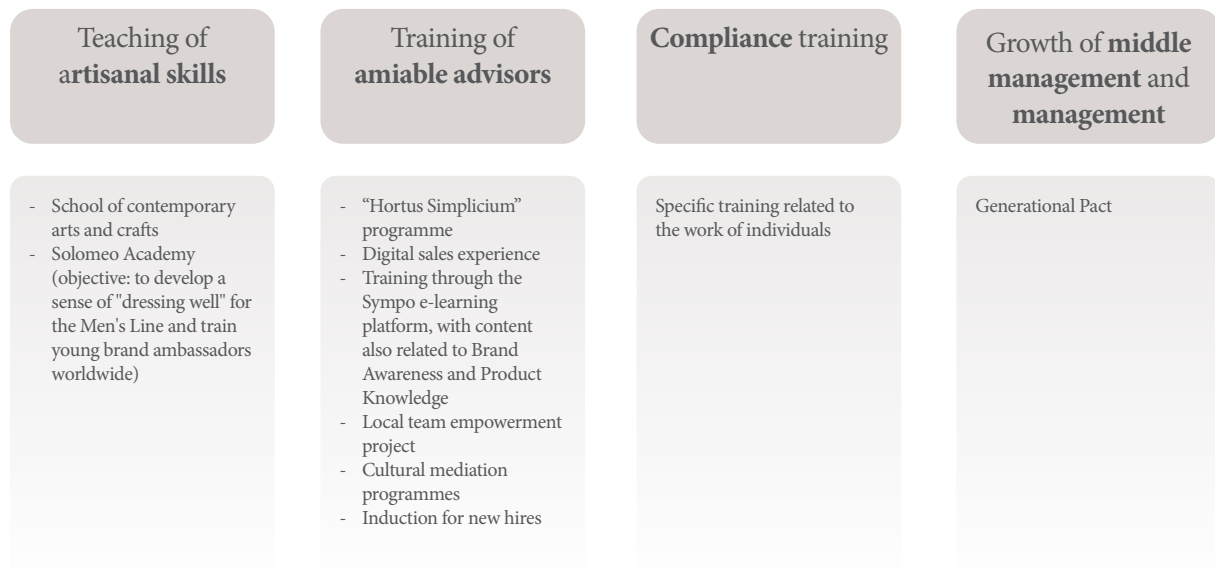 Teaching of
artisanal skills
- School of contemporary
arts and crafts
- Solomeo Academy
(objective: to develop a
sense of "dressing well" for
the Men's Line and train
young brand ambassadors
worldwide)
Training of
amiable advisors
- “Hortus Simplicium”
programme
- Digital sales experience
- Training through the
Sympo e-learning
platform, with content
also related to Brand
Awareness and Product
Knowledge
- Local team empowerment
project
- Cultural mediation
programmes
- Induction for new hires
Compliance training
Specific training related to
the work of individuals
Growth of middle
management and
management
Generational Pact